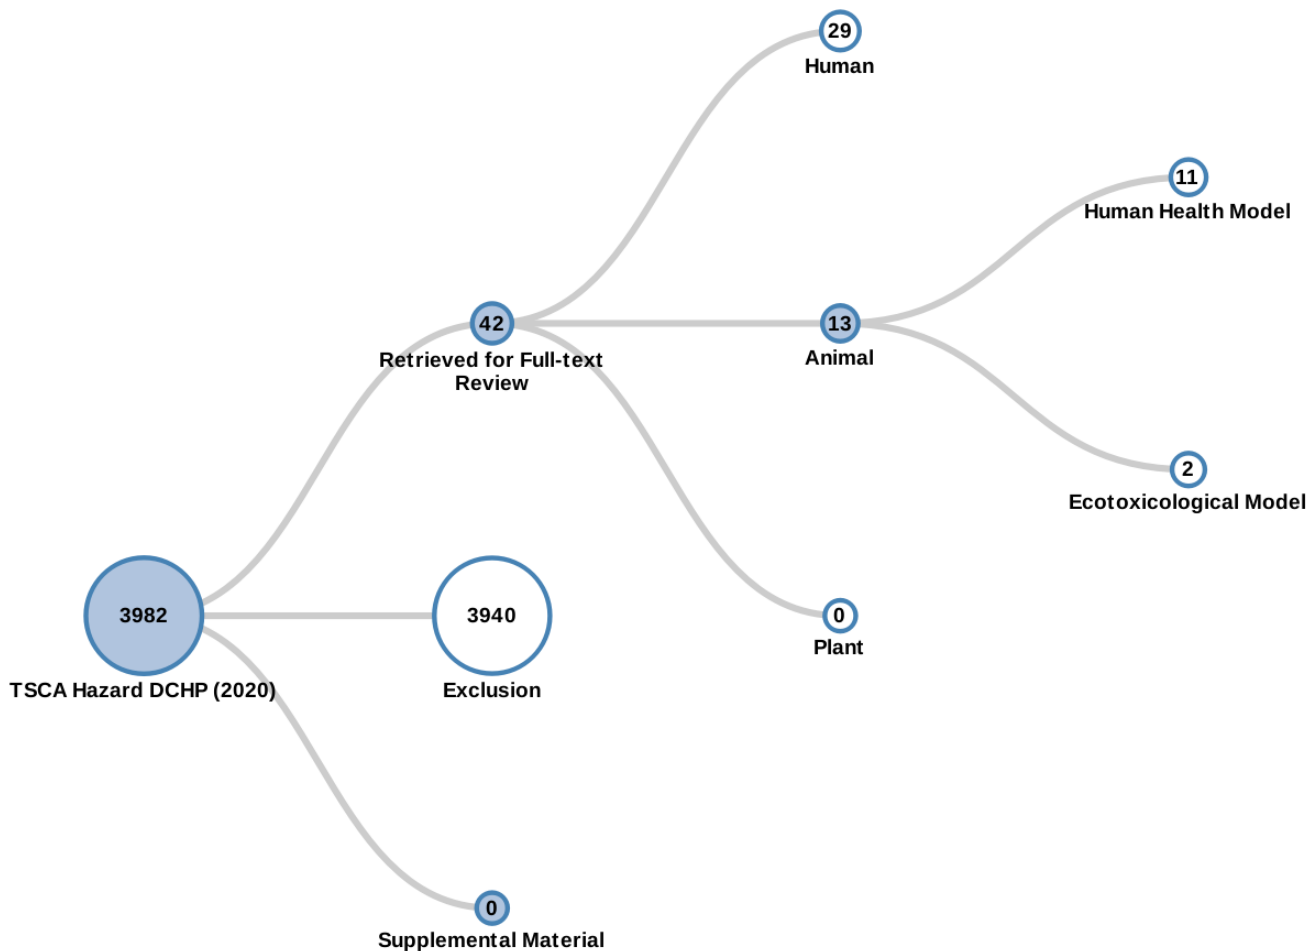 29
Human
11
Human Health Model
42
Retrieved for Full-text
Review
13
Animal
2
Ecotoxicological Model
3982
TSCA Hazard DCHP (2020)
3940
Exclusion
0
Plant
0
Supplemental Material